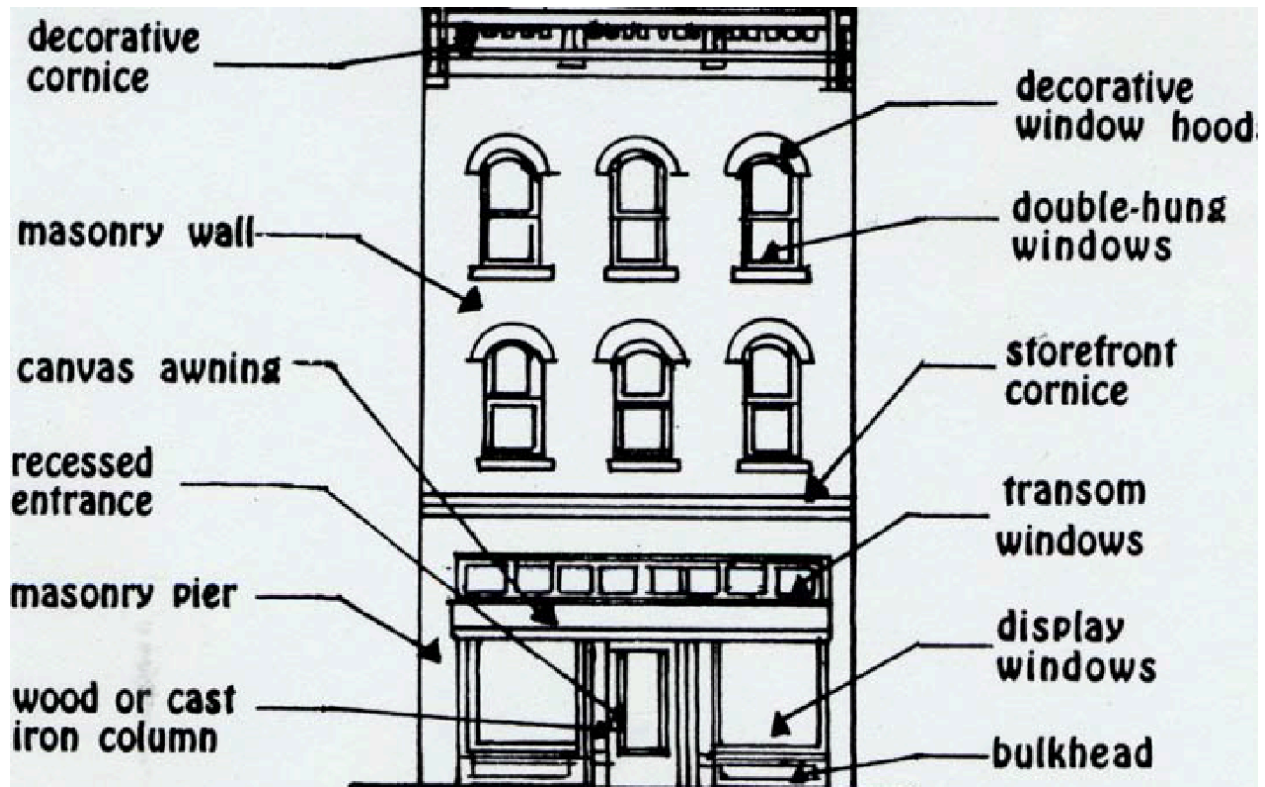 decorative
cornice
masonry wall
canvas awning
recessed
entrance
masonry pier
wood or cast
iron column
decorative
window hoods
double-hung
windows
storefront
cornice
transom
windows
display
windows
bulkhead